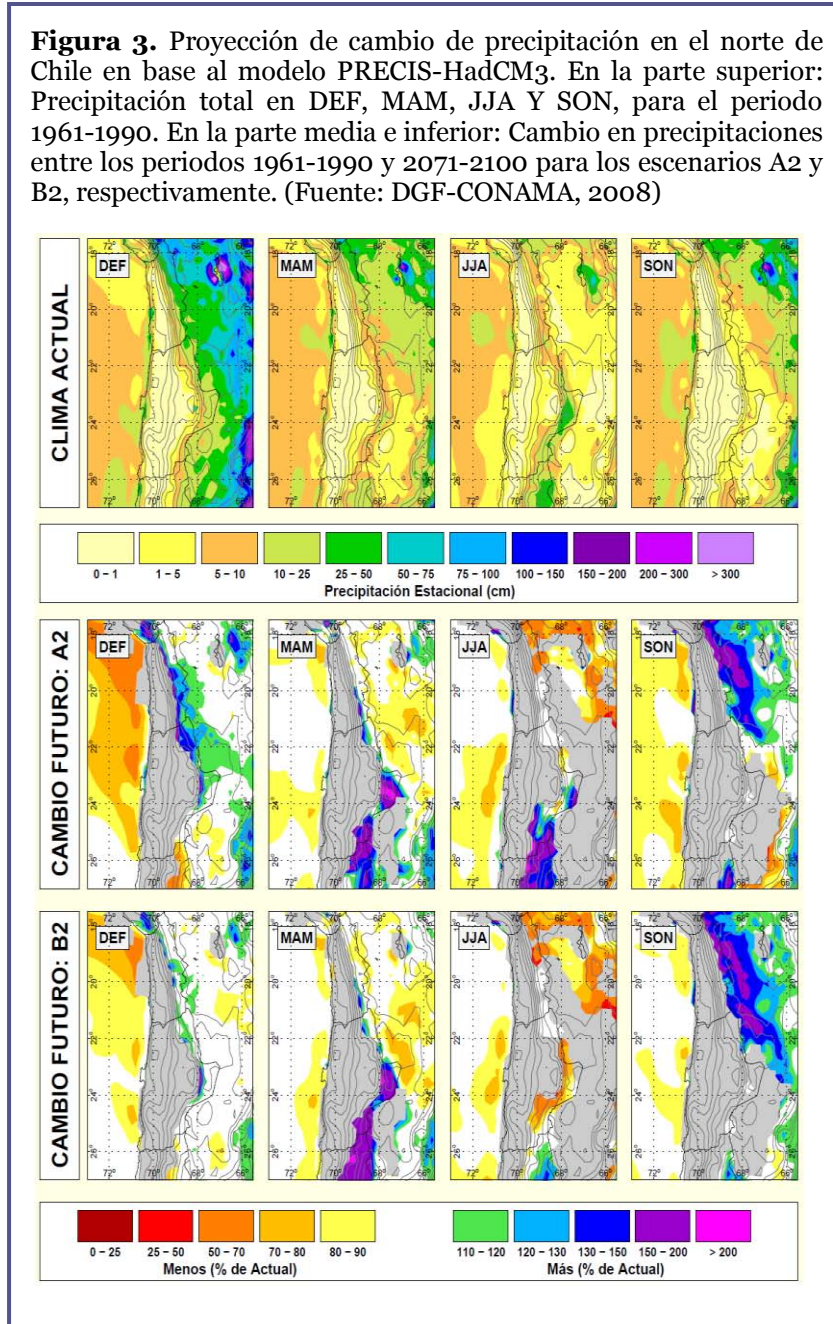 Figura 3. Proyección de cambio de precipitación en el norte de
Chile en base al modelo PRECIS-HadCM3. En la parte superior:
Precipitación total en DEF, MAM, JJA Y SON, para el periodo
1961-1990. En la parte media e inferior: Cambio en precipitaciones
entre los periodos 1961-1990 y 2071-2100 para los escenarios A2 y
B2, respectivamente. (Fuente: DGF-CONAMA, 2008)
CLIMA ACTUAL
DEF
MAM
JJA
SON
0 – 1 1 – 5 5 – 10 10 – 25 25 – 50 50 – 75 75 – 100 100 – 150 150 – 200 200 – 300 > 300
Precipitación Estacional (cm)
CAMBIO FUTURO: A2
DEF
MAM
JJA
SON
CAMBIO FUTURO: B2
DEF
MAM
JJA
SON
0 – 25 25 – 50 50 – 70 70 – 80 80 – 90
Menos (% de Actual)
110 – 120 120 – 130 130 – 150 150 – 200 > 200
Más (% de Actual)